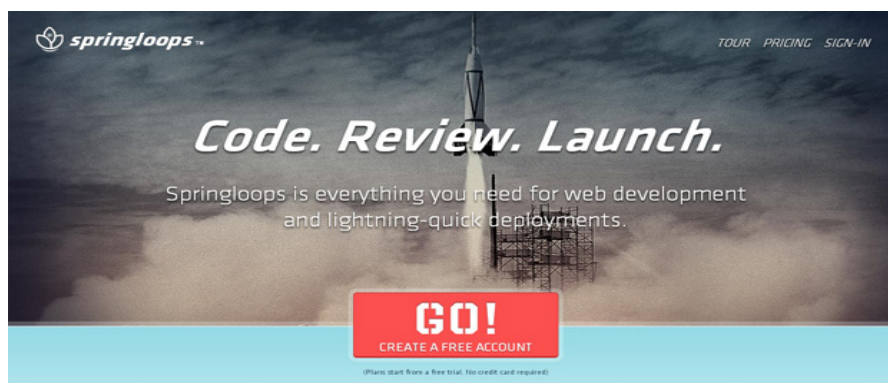 springloops™
TOUR PRICING SIGN-IN
Code. Review. Launch.
Springloops is everything you need for web development
and lightning-quick deployments.
GO!
CREATE A FREE ACCOUNT
(Plans start from a free trial. No credit card required)